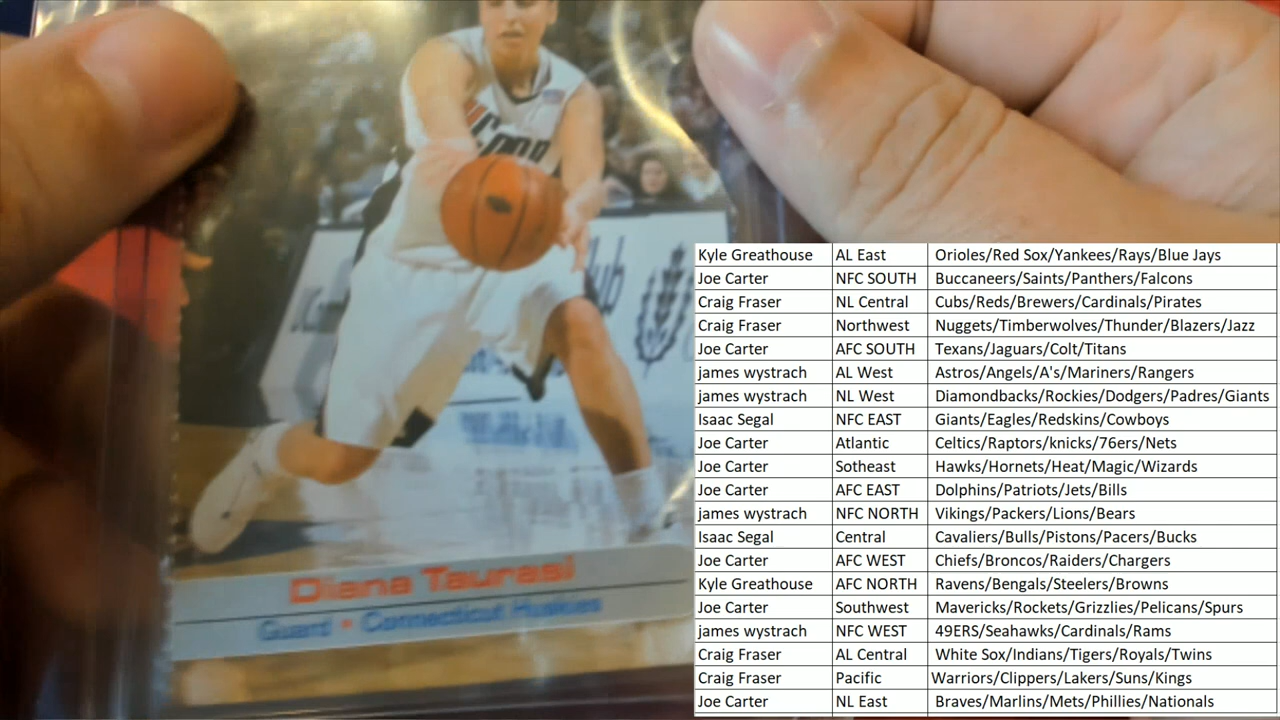 Diana Taurasi
Guard • Connecticut Huskies
Kyle Greathouse AL East Orioles/Red Sox/Yankees/Rays/Blue Jays
Joe Carter NFC SOUTH Buccaneers/Saints/Panthers/Falcons
Craig Fraser NL Central Cubs/Reds/Brewers/Cardinals/Pirates
Craig Fraser Northwest Nuggets/Timberwolves/Thunder/Blazers/Jazz
Joe Carter AFC SOUTH Texans/Jaguars/Colt/Titans
james wystrach AL West Astros/Angels/A's/Mariners/Rangers
james wystrach NL West Diamondbacks/Rockies/Dodgers/Padres/Giants
Isaac Segal NFC EAST Giants/Eagles/Redskins/Cowboys
Joe Carter Atlantic Celtics/Raptors/knicks/76ers/Nets
Joe Carter Sotheast Hawks/Hornets/Heat/Magic/Wizards
Joe Carter AFC EAST Dolphins/Patriots/Jets/Bills
james wystrach NFC NORTH Vikings/Packers/Lions/Bears
Isaac Segal Central Cavaliers/Bulls/Pistons/Pacers/Bucks
Joe Carter AFC WEST Chiefs/Broncos/Raiders/Chargers
Kyle Greathouse AFC NORTH Ravens/Bengals/Steelers/Browns
Joe Carter Southwest Mavericks/Rockets/Grizzlies/Pelicans/Spurs
james wystrach NFC WEST 49ERS/Seahawks/Cardinals/Rams
Craig Fraser AL Central White Sox/Indians/Tigers/Royals/Twins
Craig Fraser Pacific Warriors/Clippers/Lakers/Suns/Kings
Joe Carter NL East Braves/Marlins/Mets/Phillies/Nationals